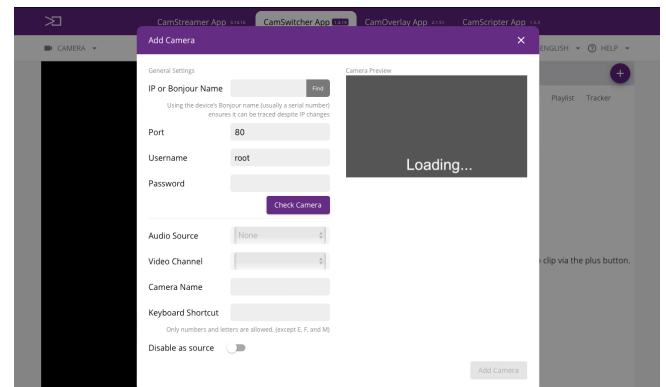 CamStreamer App
CamSwitcher App
CamOverlay App
CamScripter App
CAMERA
Add Camera
ENGLISH
HELP
General Settings
Camera Preview
IP or Bonjour Name
Find
Using the device's Bonjour name (usually a serial number)
ensures it can be traced despite IP changes
Playlist Tracker
Port 80
Username root
Loading...
Password
Check Camera
Audio Source None
Video Channel
clip via the plus button.
Camera Name
Keyboard Shortcut
Only numbers and letters are allowed. (except E, F, and M)
Disable as source
Add Camera